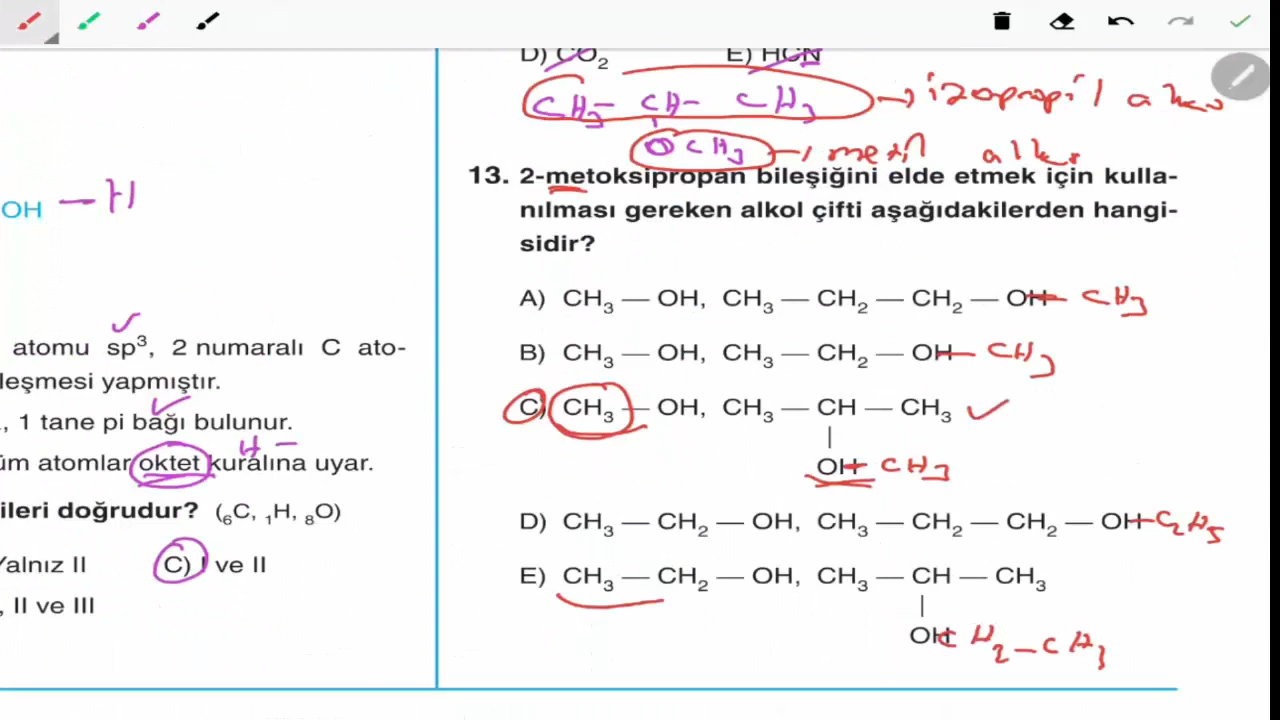 OH — H
atomu sp³, 2 numaralı C ato-
leşmesi yapmıştır.
, 1 tane pi bağı bulunur.
H –
üm atomlar oktet kuralına uyar.
ileri doğrudur? (₆C, ₁H, ₈O)
Yalnız II C) I ve II
, II ve III
D) CO₂ E) HCN
CH₃ – CH – CH₃ → izopropil alkol
OCH₃ → metil alkol
13. 2-metoksipropan bileşiğini elde etmek için kulla-
nılması gereken alkol çifti aşağıdakilerden hangi-
sidir?
A) CH₃ — OH, CH₃ — CH₂ — CH₂ — OH – CH₃
B) CH₃ — OH, CH₃ — CH₂ — OH – CH₃
C) CH₃ — OH, CH₃ — CH — CH₃
OH – CH₃
D) CH₃ — CH₂ — OH, CH₃ — CH₂ — CH₂ — OH – C₂H₅
E) CH₃ — CH₂ — OH, CH₃ — CH — CH₃
OH CH₂ – CH₃